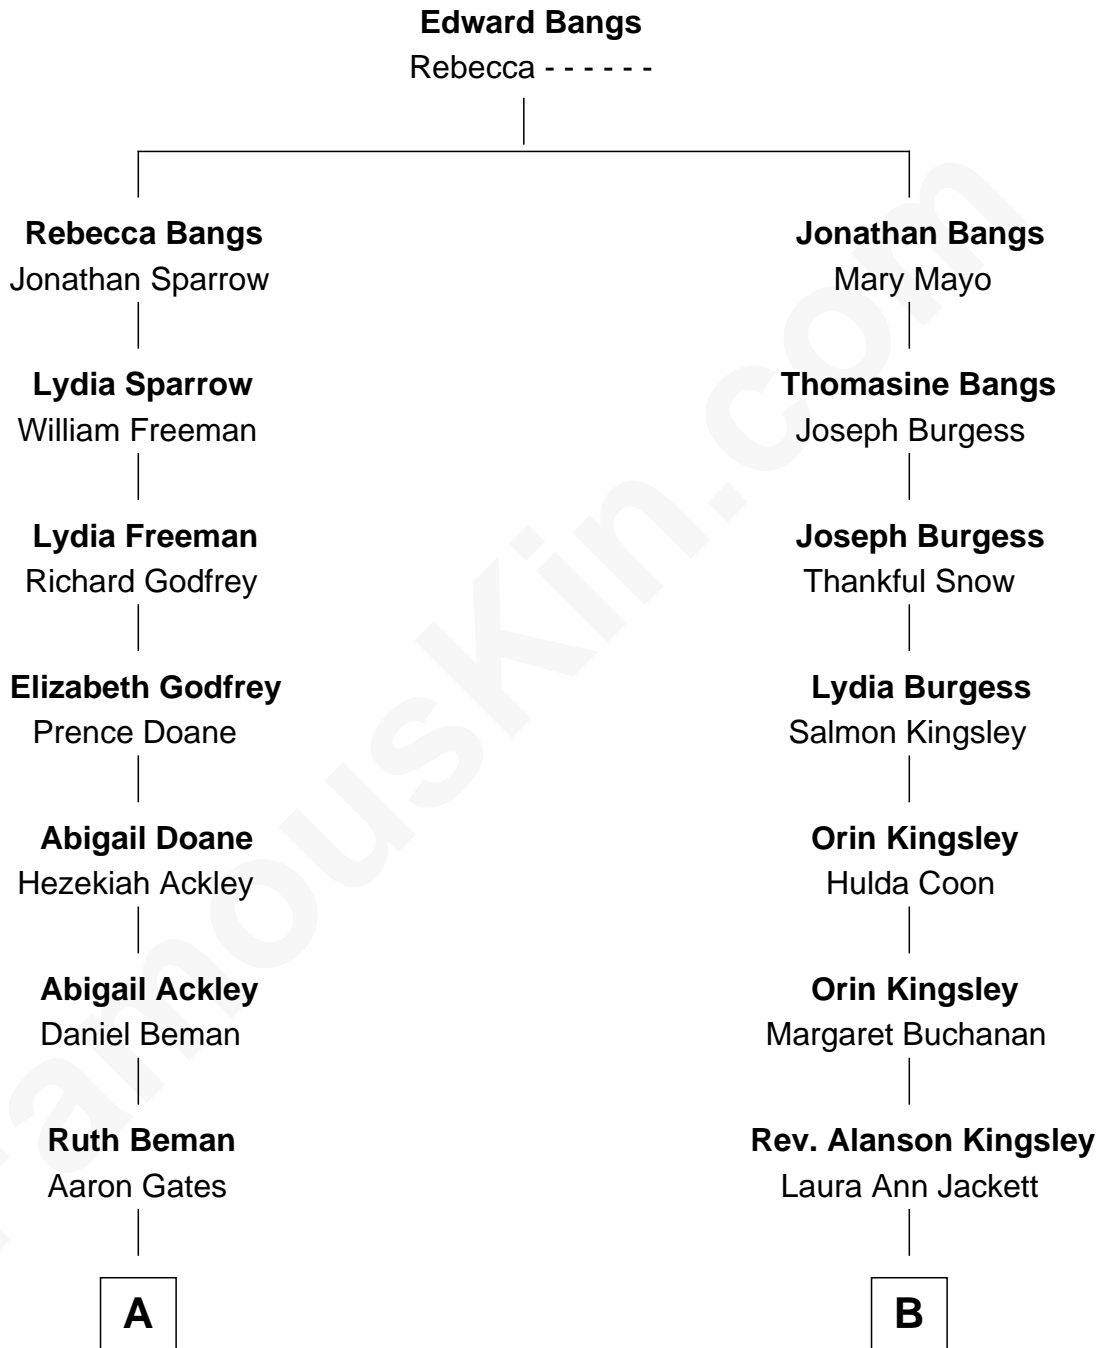 Edward Bangs
Rebecca - - - - - -
Rebecca Bangs
Jonathan Sparrow
Jonathan Bangs
Mary Mayo
Lydia Sparrow
William Freeman
Thomasine Bangs
Joseph Burgess
Lydia Freeman
Richard Godfrey
Joseph Burgess
Thankful Snow
Elizabeth Godfrey
Prence Doane
Lydia Burgess
Salmon Kingsley
Abigail Doane
Hezekiah Ackley
Orin Kingsley
Hulda Coon
Abigail Ackley
Daniel Beman
Orin Kingsley
Margaret Buchanan
Ruth Beman
Aaron Gates
Rev. Alanson Kingsley
Laura Ann Jackett
A
B
FamousKin.com